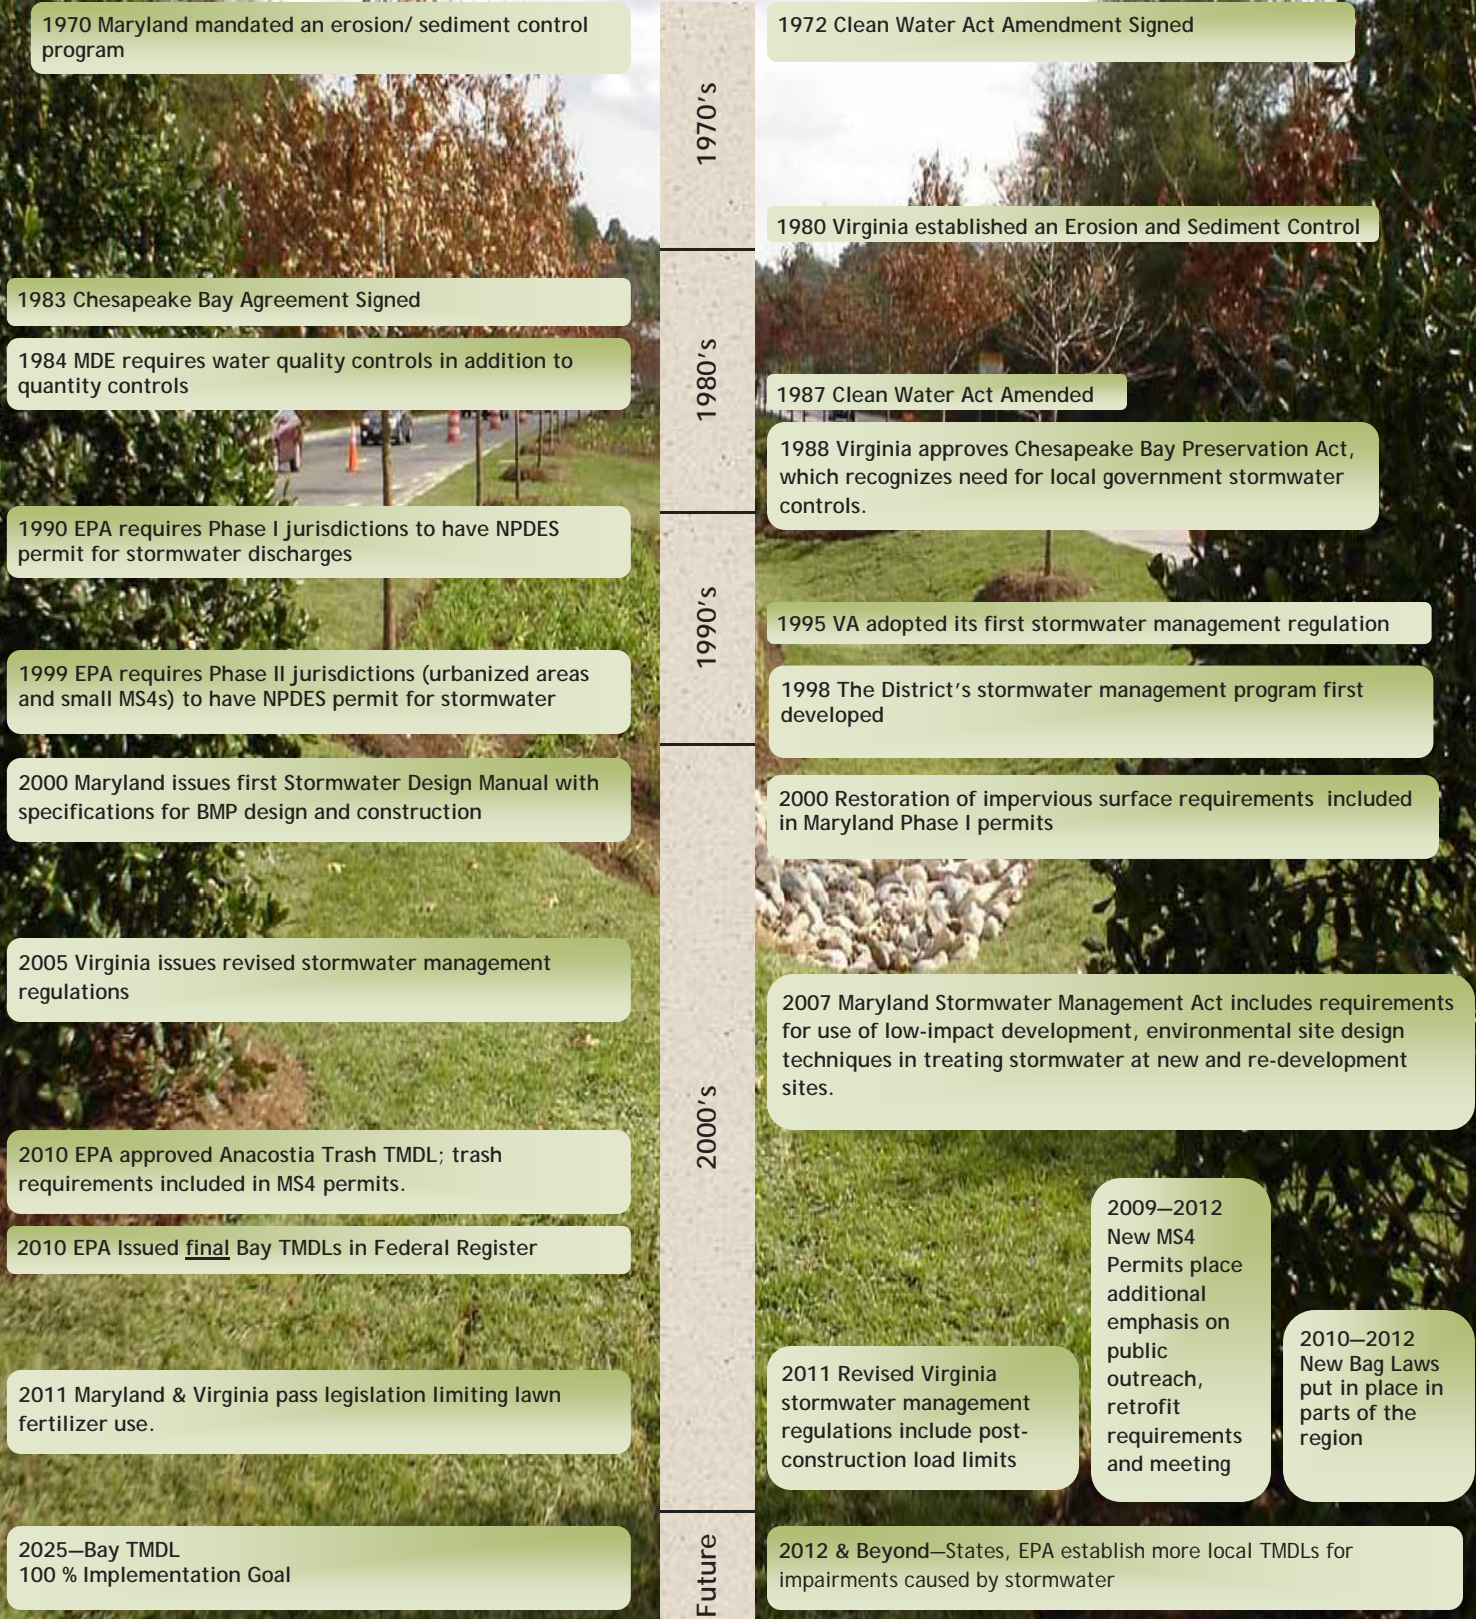 1970 Maryland mandated an erosion/ sediment control
program
1972 Clean Water Act Amendment Signed
1970's
1980 Virginia established an Erosion and Sediment Control
1983 Chesapeake Bay Agreement Signed
1984 MDE requires water quality controls in addition to
quantity controls
1980's
1987 Clean Water Act Amended
1988 Virginia approves Chesapeake Bay Preservation Act,
which recognizes need for local government stormwater
controls.
1990 EPA requires Phase I jurisdictions to have NPDES
permit for stormwater discharges
1990's
1995 VA adopted its first stormwater management regulation
1999 EPA requires Phase II jurisdictions (urbanized areas
and small MS4s) to have NPDES permit for stormwater
1998 The District's stormwater management program first
developed
2000 Maryland issues first Stormwater Design Manual with
specifications for BMP design and construction
2000 Restoration of impervious surface requirements  included
in Maryland Phase I permits
2005 Virginia issues revised stormwater management
regulations
2007 Maryland Stormwater Management Act includes requirements
for use of low-impact development, environmental site design
techniques in treating stormwater at new and re-development
sites.
2000's
2010 EPA approved Anacostia Trash TMDL; trash
requirements included in MS4 permits.
2010 EPA Issued final Bay TMDLs in Federal Register
2009—2012
New MS4
Permits place
additional
emphasis on
public
outreach,
retrofit
requirements
and meeting
2010—2012
New Bag Laws
put in place in
parts of the
region
2011 Revised Virginia
stormwater management
regulations include post-
construction load limits
2011 Maryland & Virginia pass legislation limiting lawn
fertilizer use.
Future
2025—Bay TMDL
100 % Implementation Goal
2012 & Beyond—States, EPA establish more local TMDLs for
impairments caused by stormwater